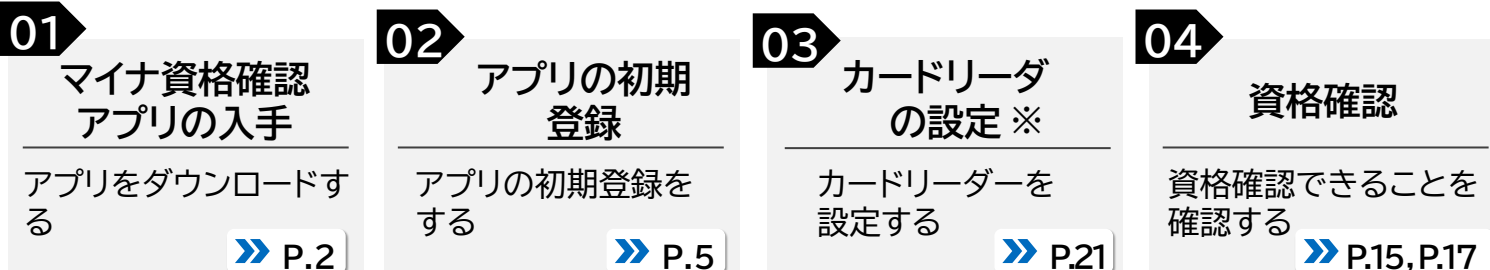 01
マイナ資格確認
アプリの入手
アプリをダウンロードす
る
P.2
02
アプリの初期
登録
アプリの初期登録を
する
P.5
03
カードリーダ
の設定 ※
カードリーダーを
設定する
P.21
04
資格確認
資格確認できることを
確認する
P.15, P.17